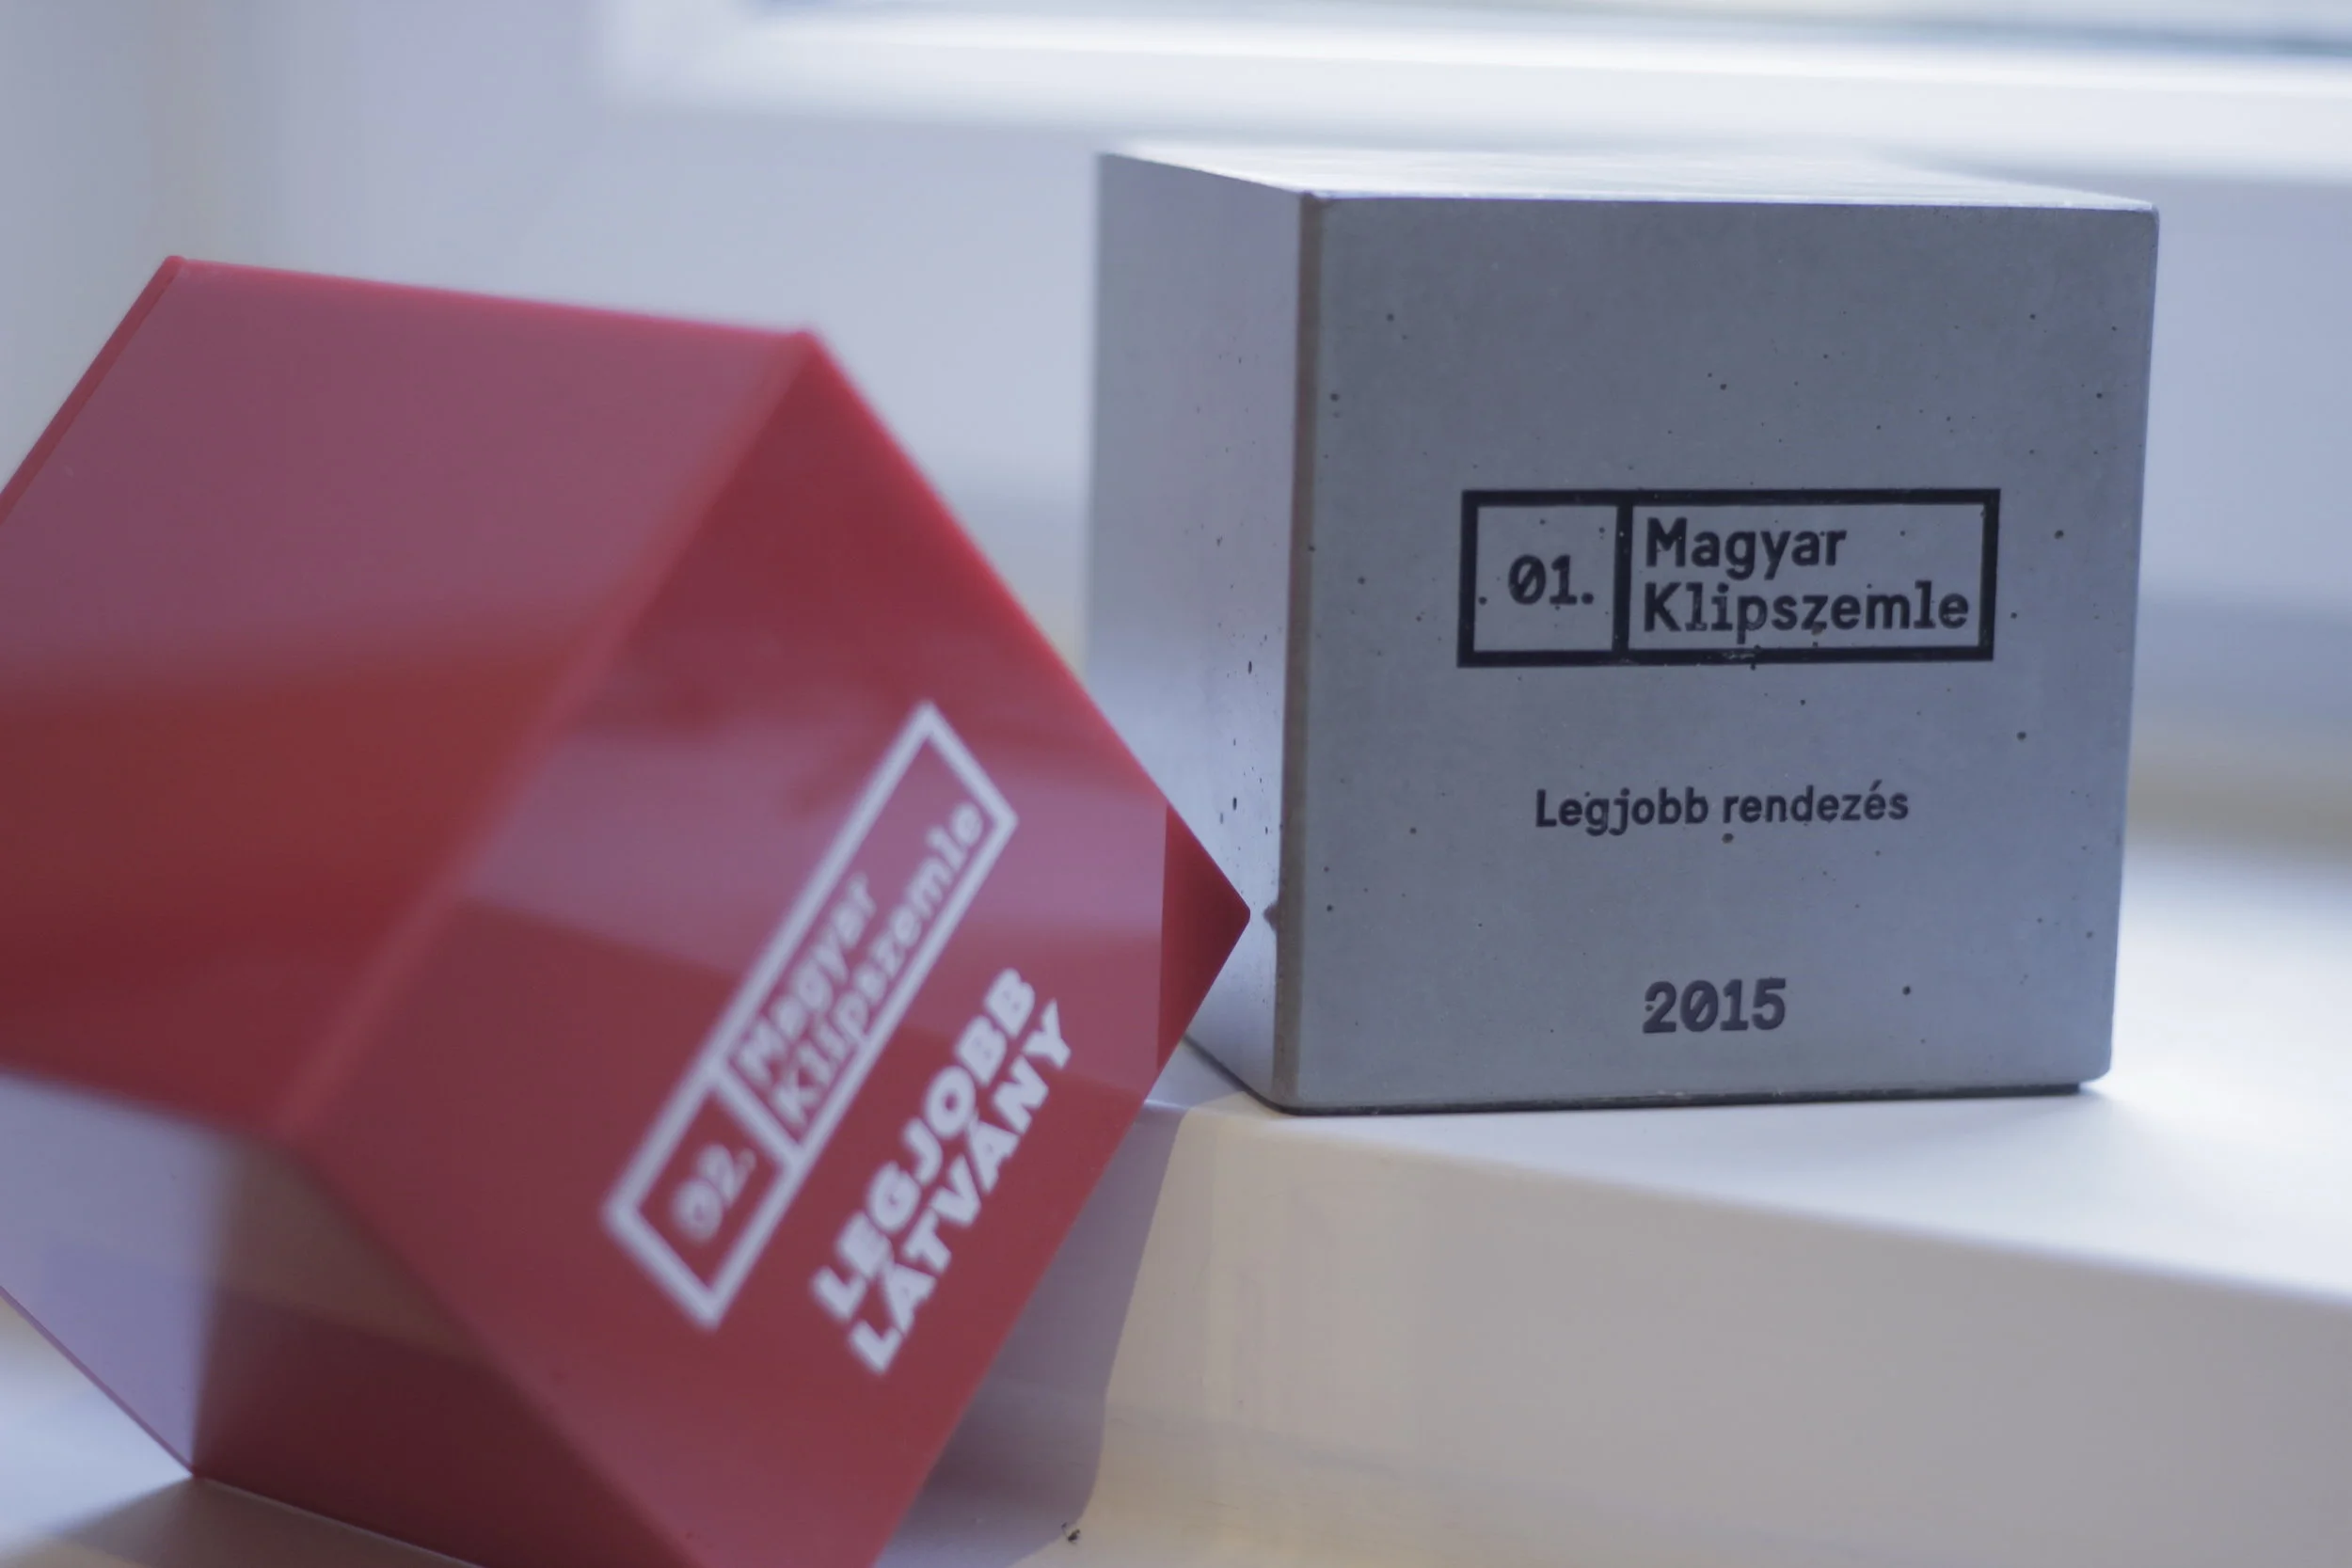 02.
Magyar
Klipszemle
LEGJOBB
LÁTVÁNY
01.
Magyar
Klipszemle
Legjobb rendezés
2015